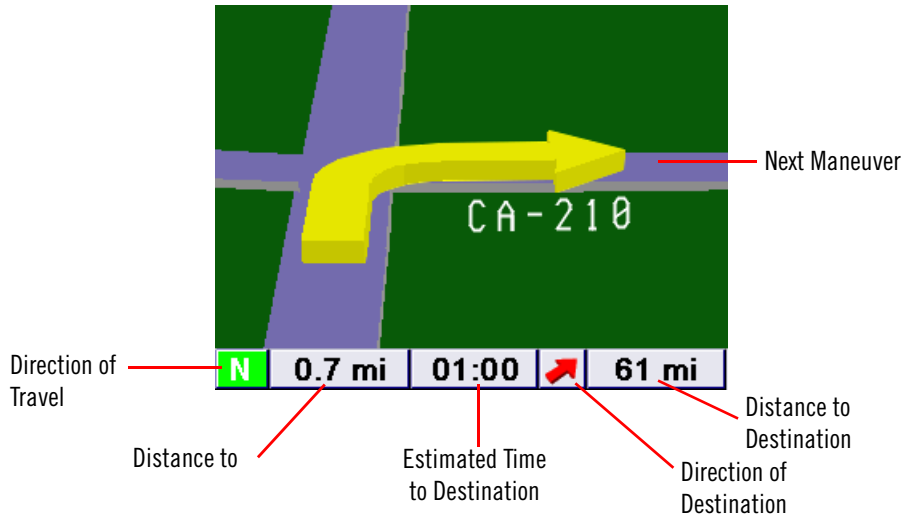 Next Maneuver
CA-210
N 0.7 mi 01:00 61 mi
Direction of
Travel
Distance to
Estimated Time
to Destination
Direction of
Destination
Distance to
Destination